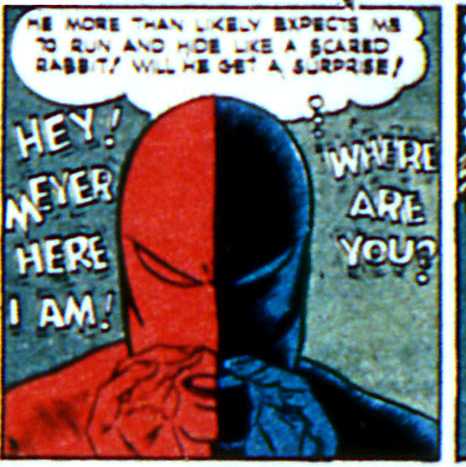 HE MORE THAN LIKELY EXPECTS ME
TO RUN AND HIDE LIKE A SCARED
RABBIT! WILL HE GET A SURPRISE!
HEY!
MEYER
HERE
I AM!
WHERE
ARE
YOU?